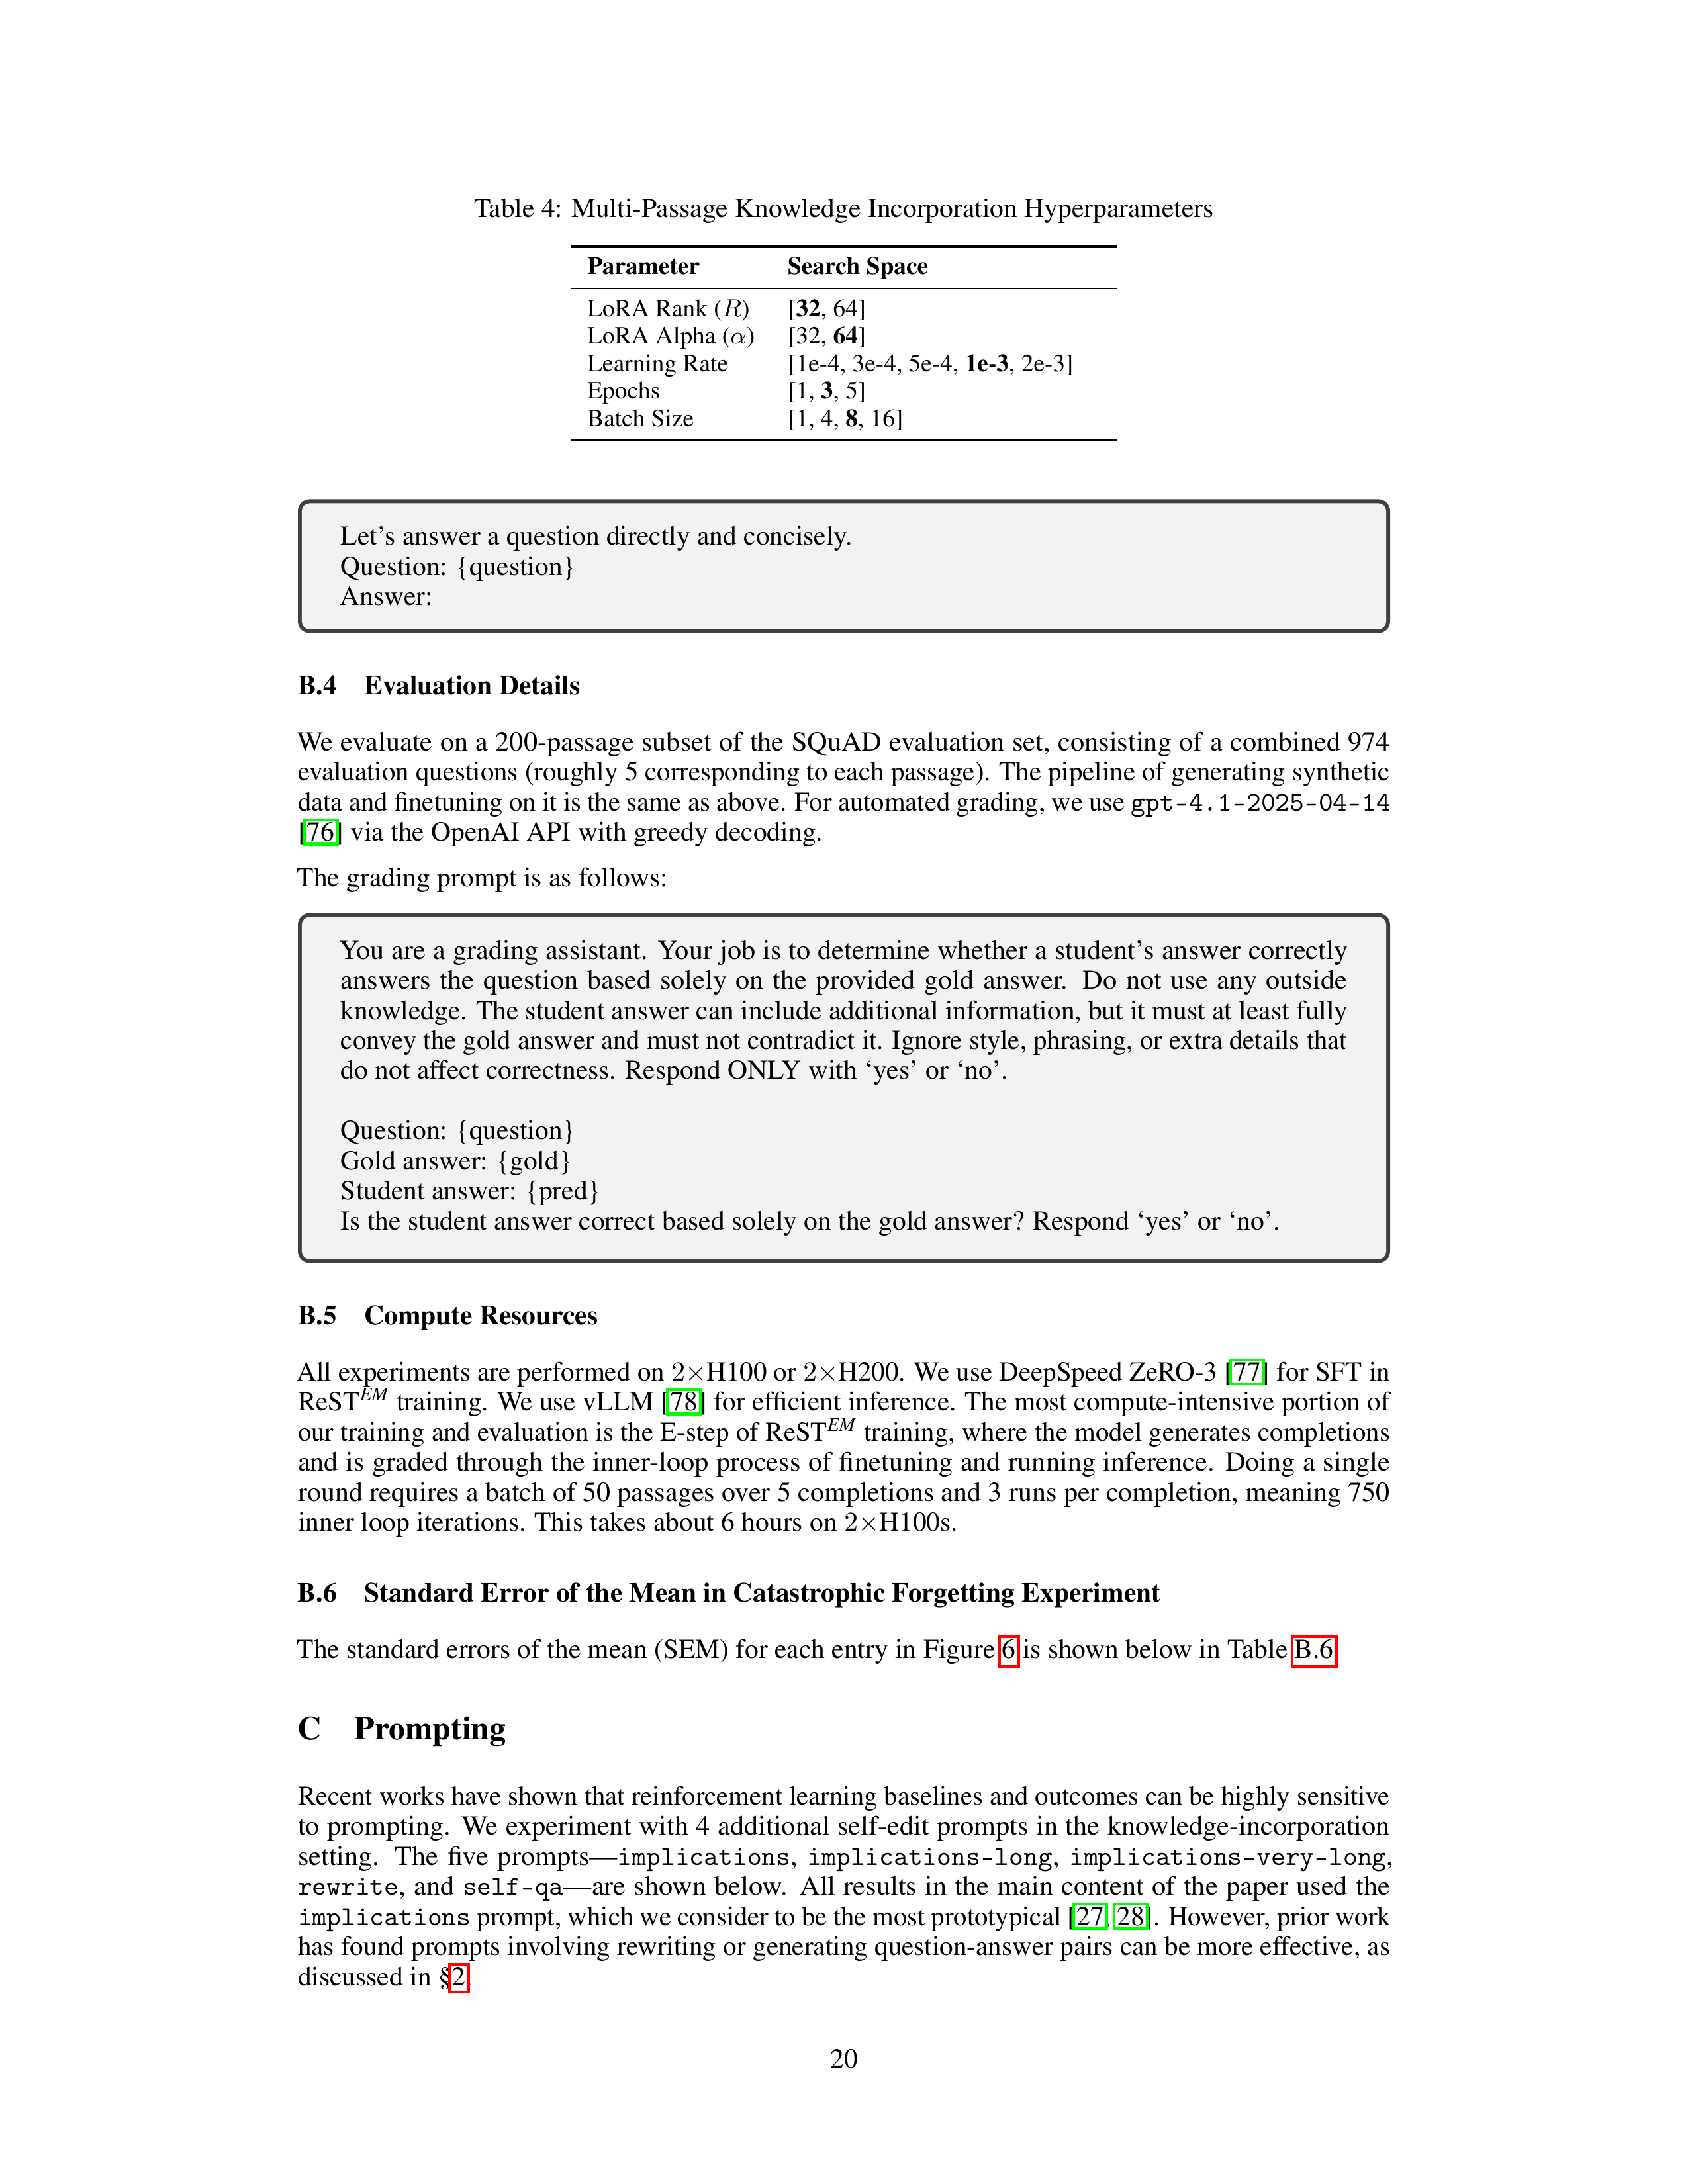 Table 4: Multi-Passage Knowledge Incorporation Hyperparameters
Parameter Search Space
LoRA Rank (R) [32, 64]
LoRA Alpha (α) [32, 64]
Learning Rate [1e-4, 3e-4, 5e-4, 1e-3, 2e-3]
Epochs [1, 3, 5]
Batch Size [1, 4, 8, 16]
Let’s answer a question directly and concisely.
Question: {question}
Answer:
B.4 Evaluation Details
We evaluate on a 200-passage subset of the SQuAD evaluation set, consisting of a combined 974
evaluation questions (roughly 5 corresponding to each passage). The pipeline of generating synthetic
data and finetuning on it is the same as above. For automated grading, we use gpt-4.1-2025-04-14
[76] via the OpenAI API with greedy decoding.
The grading prompt is as follows:
You are a grading assistant. Your job is to determine whether a student’s answer correctly
answers the question based solely on the provided gold answer. Do not use any outside
knowledge. The student answer can include additional information, but it must at least fully
convey the gold answer and must not contradict it. Ignore style, phrasing, or extra details that
do not affect correctness. Respond ONLY with ‘yes’ or ‘no’.
Question: {question}
Gold answer: {gold}
Student answer: {pred}
Is the student answer correct based solely on the gold answer? Respond ‘yes’ or ‘no’.
B.5 Compute Resources
All experiments are performed on 2×H100 or 2×H200. We use DeepSpeed ZeRO-3 [77] for SFT in
ReST^EM training. We use vLLM [78] for efficient inference. The most compute-intensive portion of
our training and evaluation is the E-step of ReST^EM training, where the model generates completions
and is graded through the inner-loop process of finetuning and running inference. Doing a single
round requires a batch of 50 passages over 5 completions and 3 runs per completion, meaning 750
inner loop iterations. This takes about 6 hours on 2×H100s.
B.6 Standard Error of the Mean in Catastrophic Forgetting Experiment
The standard errors of the mean (SEM) for each entry in Figure 6 is shown below in Table B.6
C Prompting
Recent works have shown that reinforcement learning baselines and outcomes can be highly sensitive
to prompting. We experiment with 4 additional self-edit prompts in the knowledge-incorporation
setting. The five prompts—implications, implications-long, implications-very-long,
rewrite, and self-qa—are shown below. All results in the main content of the paper used the
implications prompt, which we consider to be the most prototypical [27, 28]. However, prior work
has found prompts involving rewriting or generating question-answer pairs can be more effective, as
discussed in §2
20